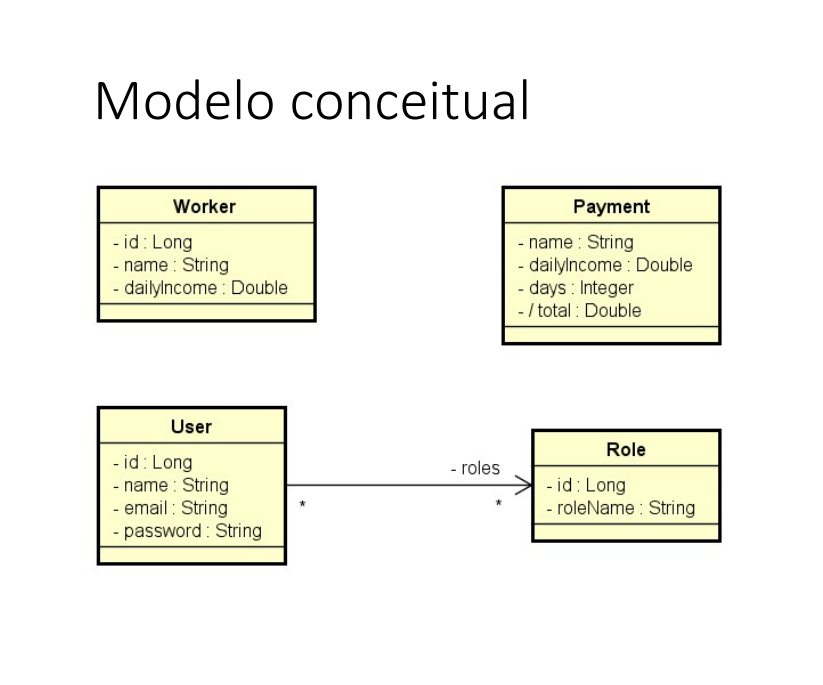 Modelo conceitual
Worker
- id : Long
- name : String
- dailyIncome : Double
Payment
- name : String
- dailyIncome : Double
- days : Integer
- / total : Double
User
- id : Long
- name : String
- email : String
- password : String
- roles
*
*
Role
- id : Long
- roleName : String